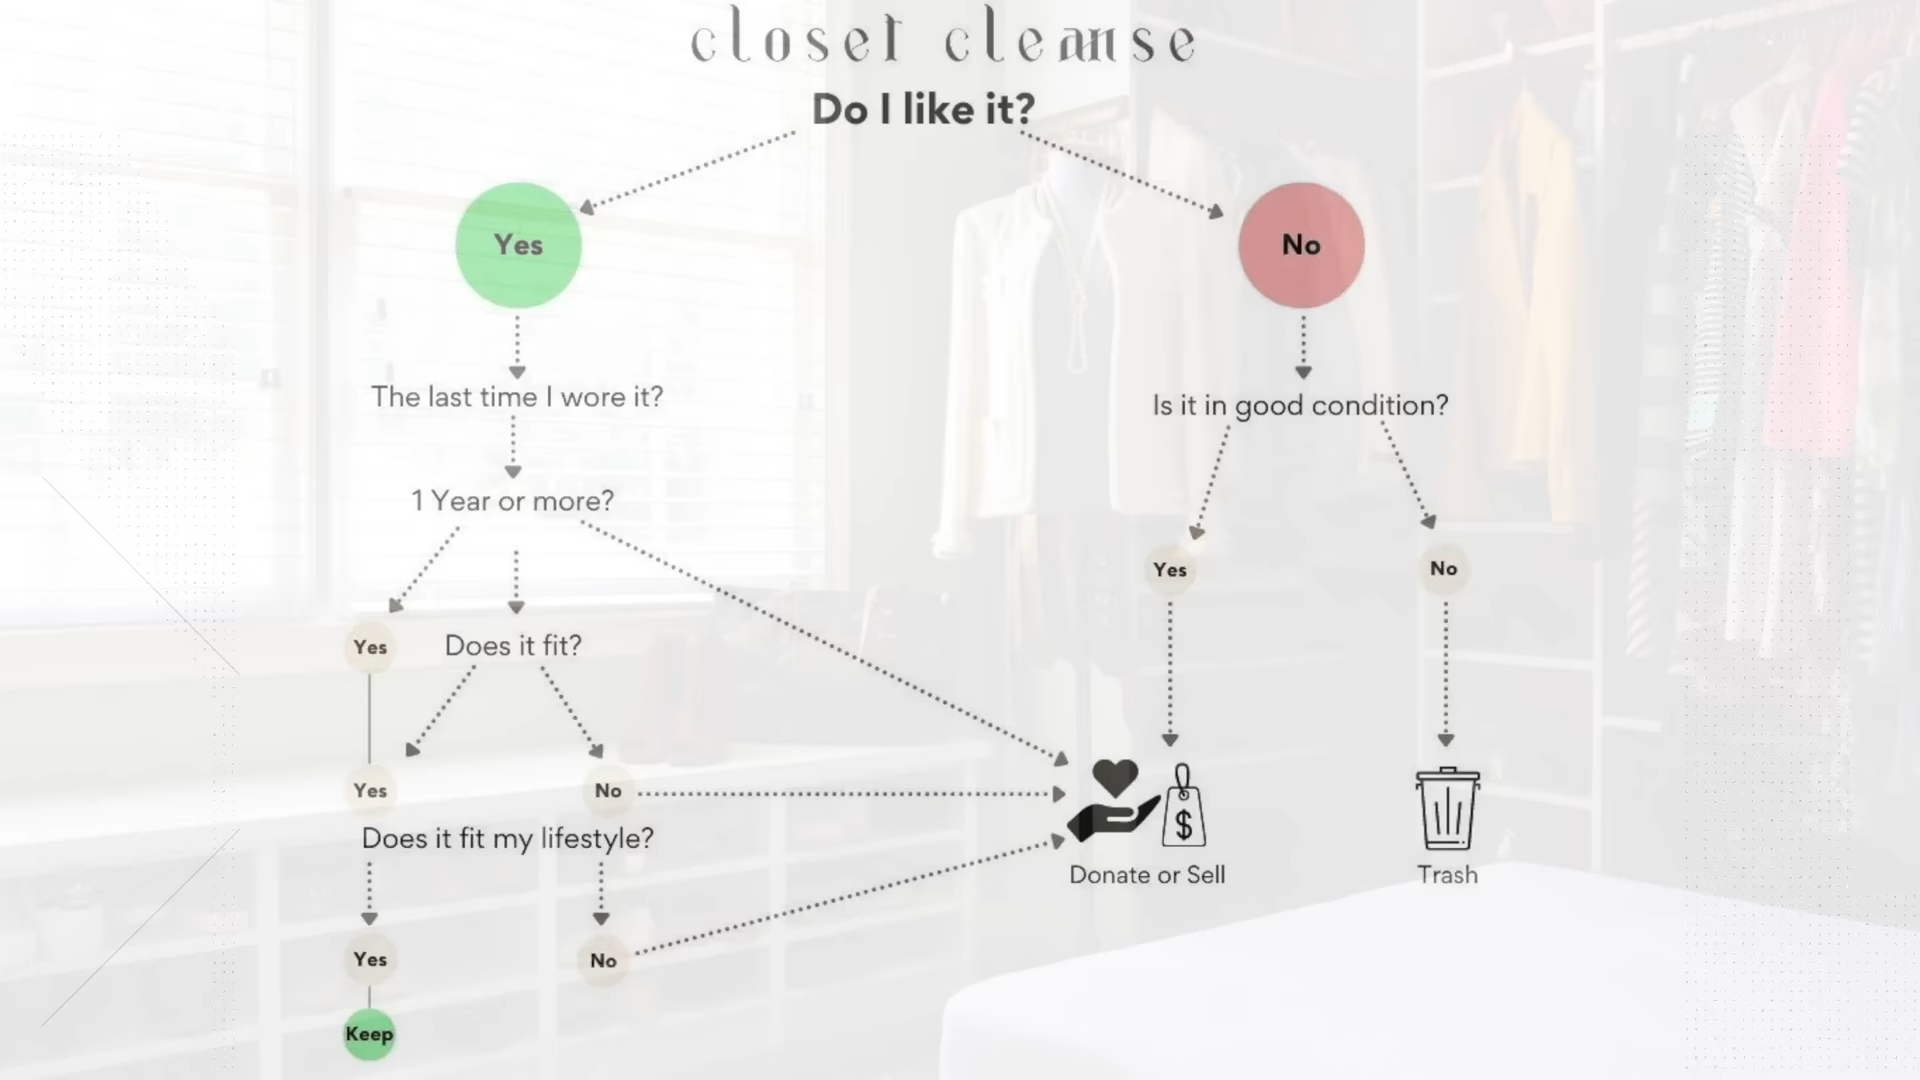 closet cleanse
Do I like it?
Yes
No
The last time I wore it?
Is it in good condition?
1 Year or more?
Yes
No
Yes
Does it fit?
Yes
No
$
Does it fit my lifestyle?
Donate or Sell
Trash
Yes
No
Keep